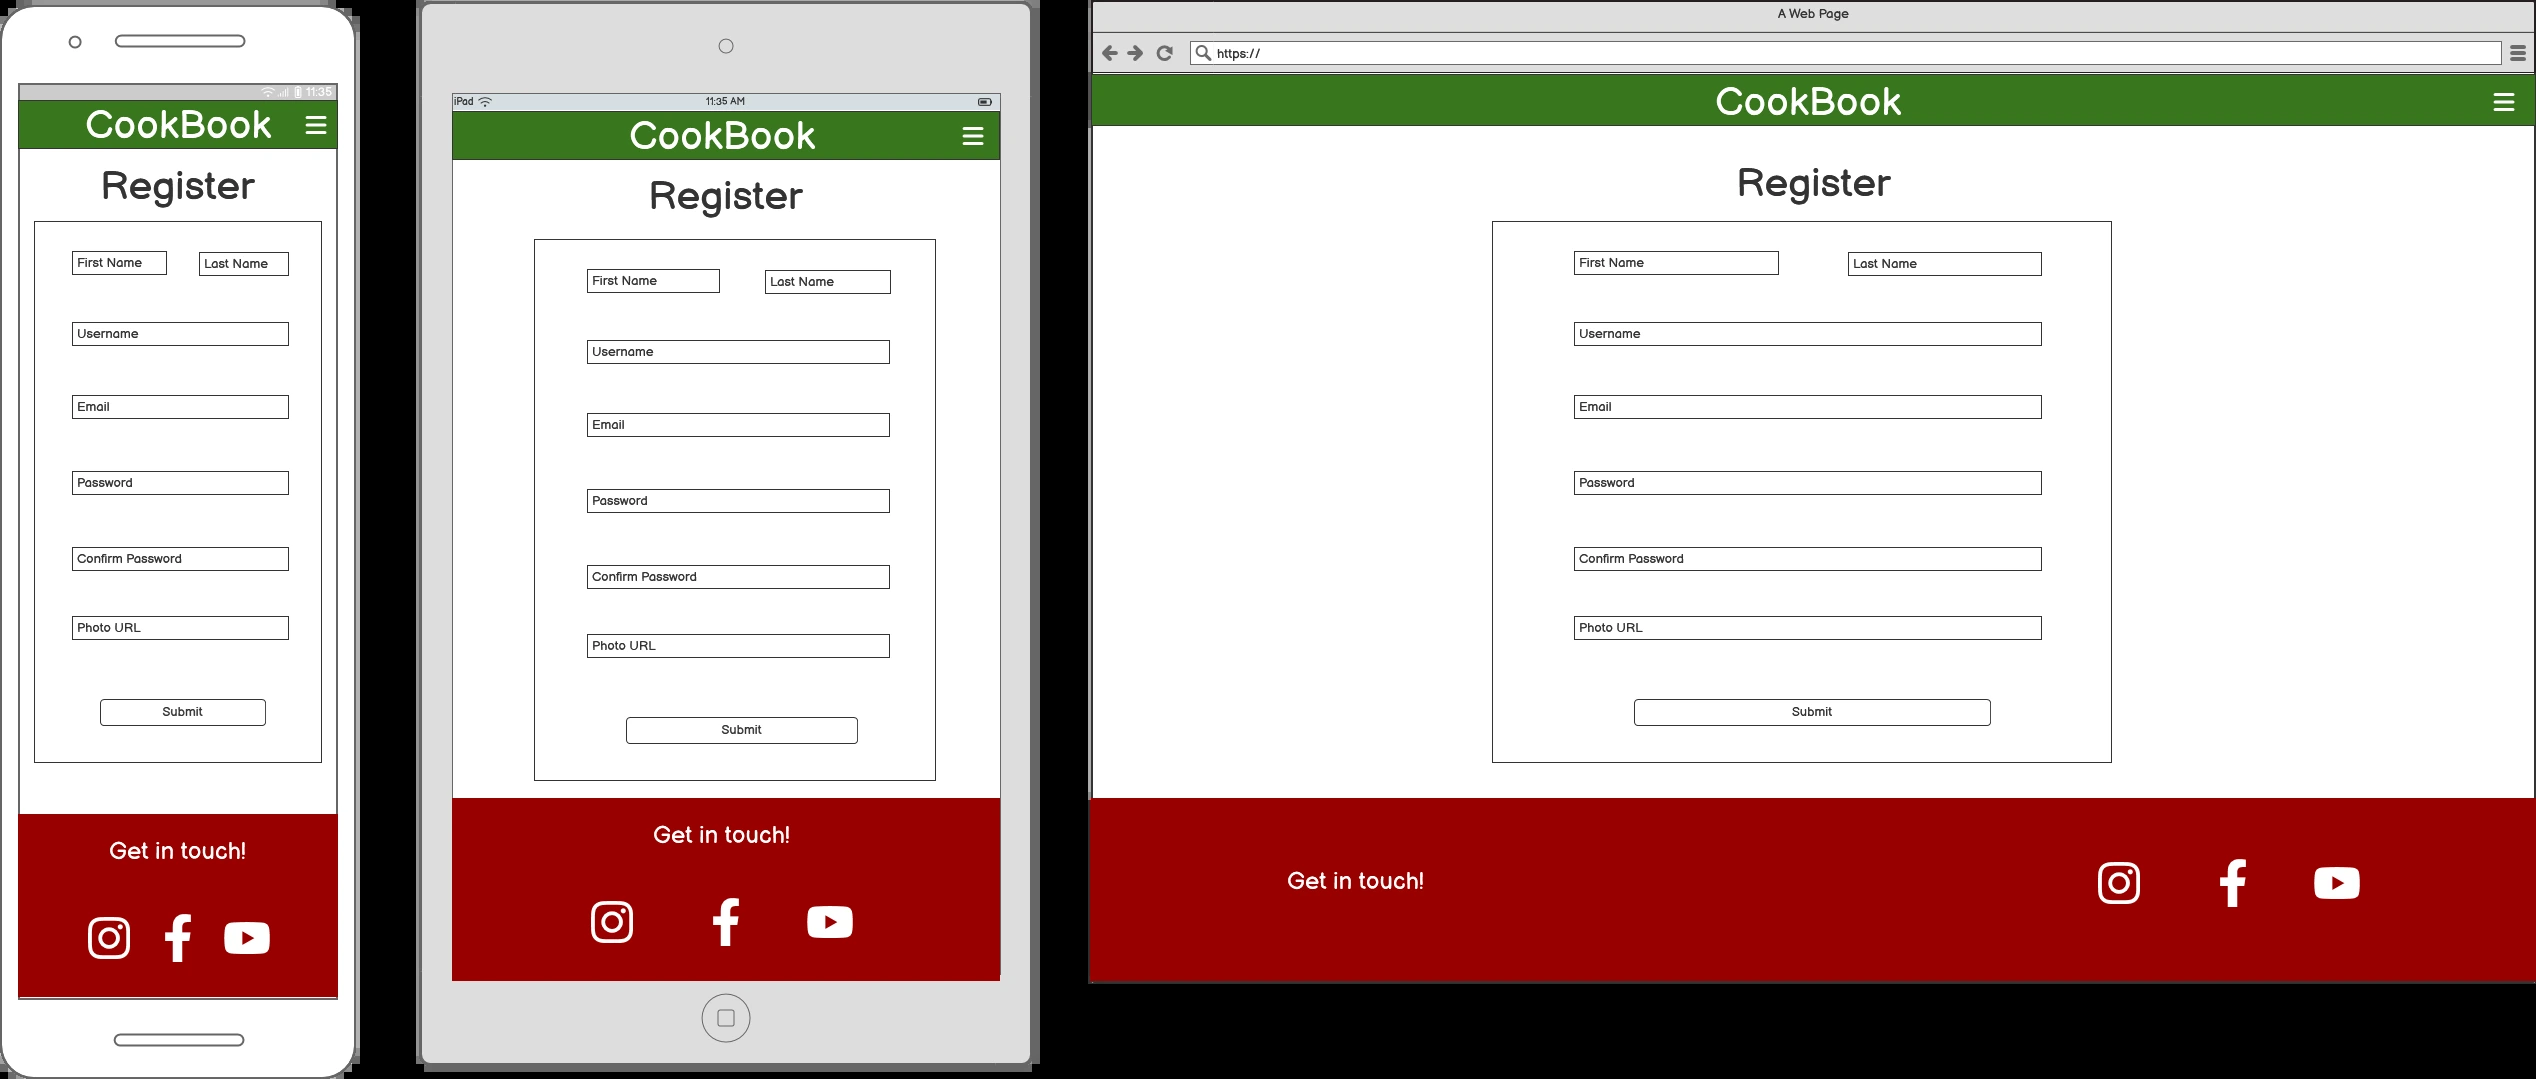 11:35
CookBook
Register
First Name
Last Name
Username
Email
Password
Confirm Password
Photo URL
Submit
Get in touch!
iPad
11:35 AM
CookBook
Register
First Name
Last Name
Username
Email
Password
Confirm Password
Photo URL
Submit
Get in touch!
A Web Page
https://
CookBook
Register
First Name
Last Name
Username
Email
Password
Confirm Password
Photo URL
Submit
Get in touch!